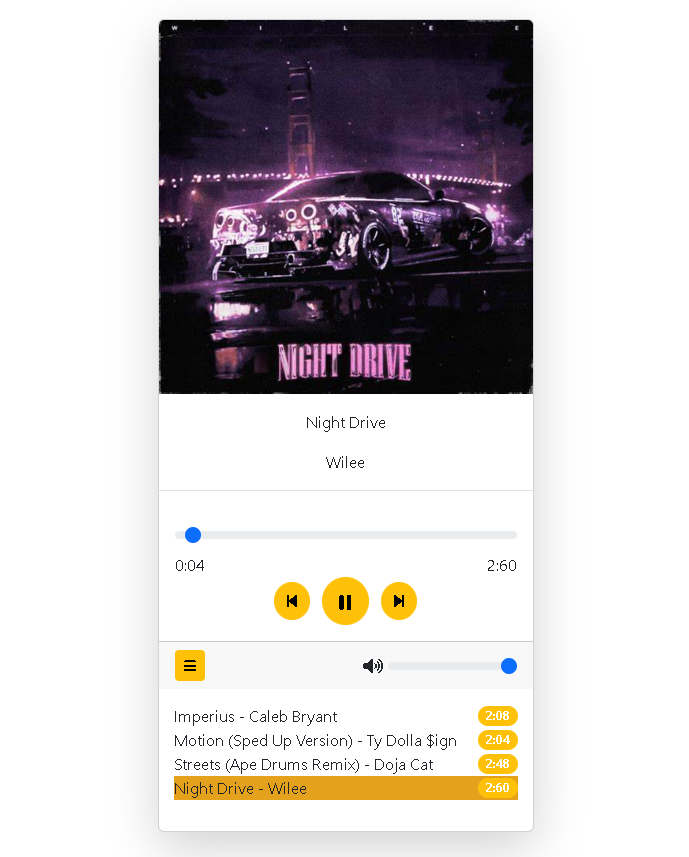 W I L E E
NIGHT DRIVE
Night Drive
Wilee
0:04 2:60
Imperius - Caleb Bryant 2:08
Motion (Sped Up Version) - Ty Dolla $ign 2:04
Streets (Ape Drums Remix) - Doja Cat 2:48
Night Drive - Wilee 2:60